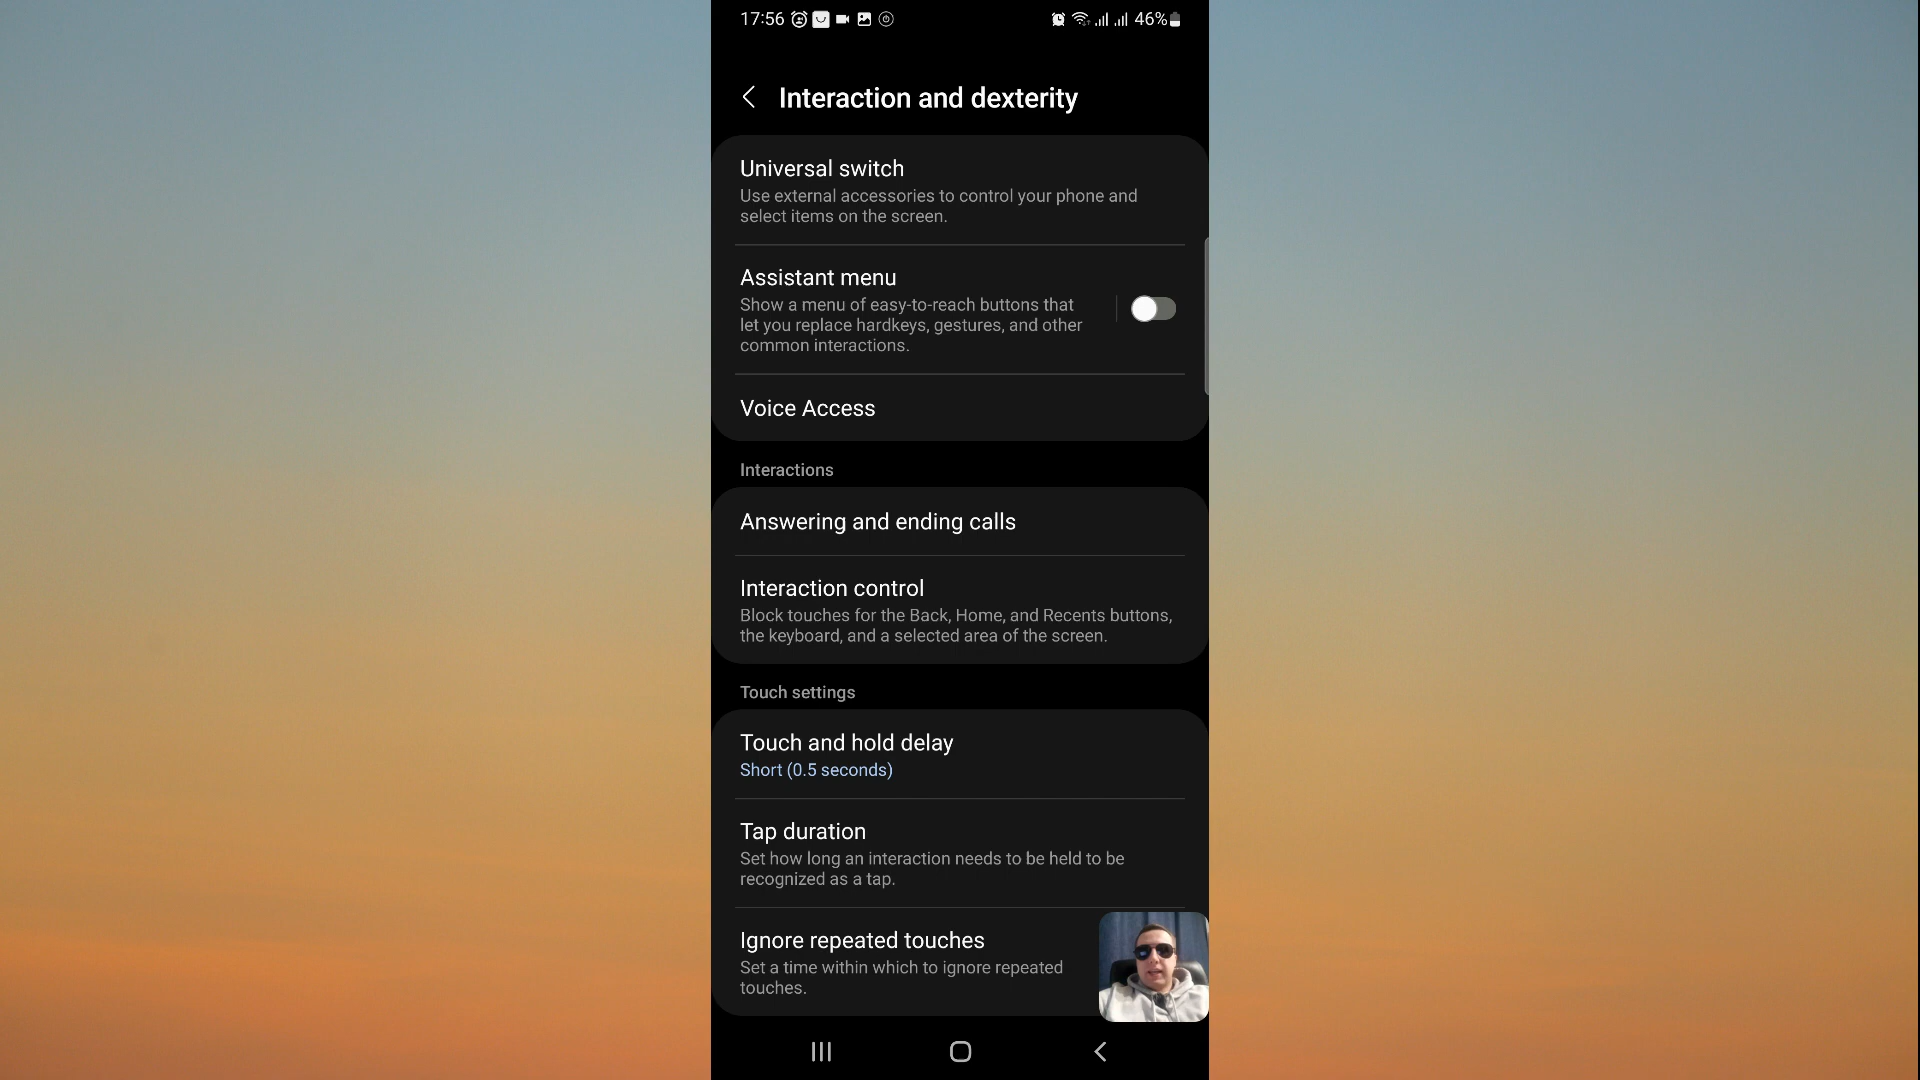 17:56 46%
Interaction and dexterity
Universal switch
Use external accessories to control your phone and
select items on the screen.
Assistant menu
Show a menu of easy-to-reach buttons that
let you replace hardkeys, gestures, and other
common interactions.
Voice Access
Interactions
Answering and ending calls
Interaction control
Block touches for the Back, Home, and Recents buttons,
the keyboard, and a selected area of the screen.
Touch settings
Touch and hold delay
Short (0.5 seconds)
Tap duration
Set how long an interaction needs to be held to be
recognized as a tap.
Ignore repeated touches
Set a time within which to ignore repeated
touches.